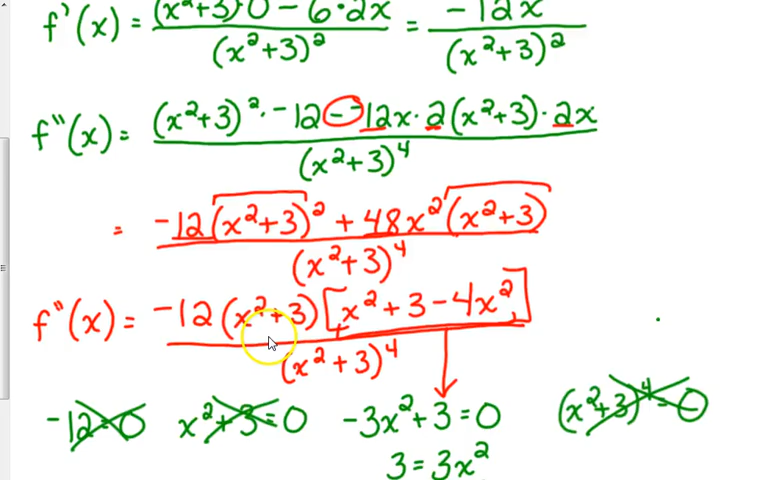 f'(x) = (x²+3)·0 − 6·2x / (x²+3)² = −12x / (x²+3)²
f''(x) = (x²+3)²·−12 − −12x·2(x²+3)·2x / (x²+3)⁴
= −12(x²+3)² + 48x²(x²+3) / (x²+3)⁴
f''(x) = −12(x²+3)[x²+3−4x²] / (x²+3)⁴
−12=0 x²+3=0 −3x²+3=0 (x²+3)⁴=0
3=3x²